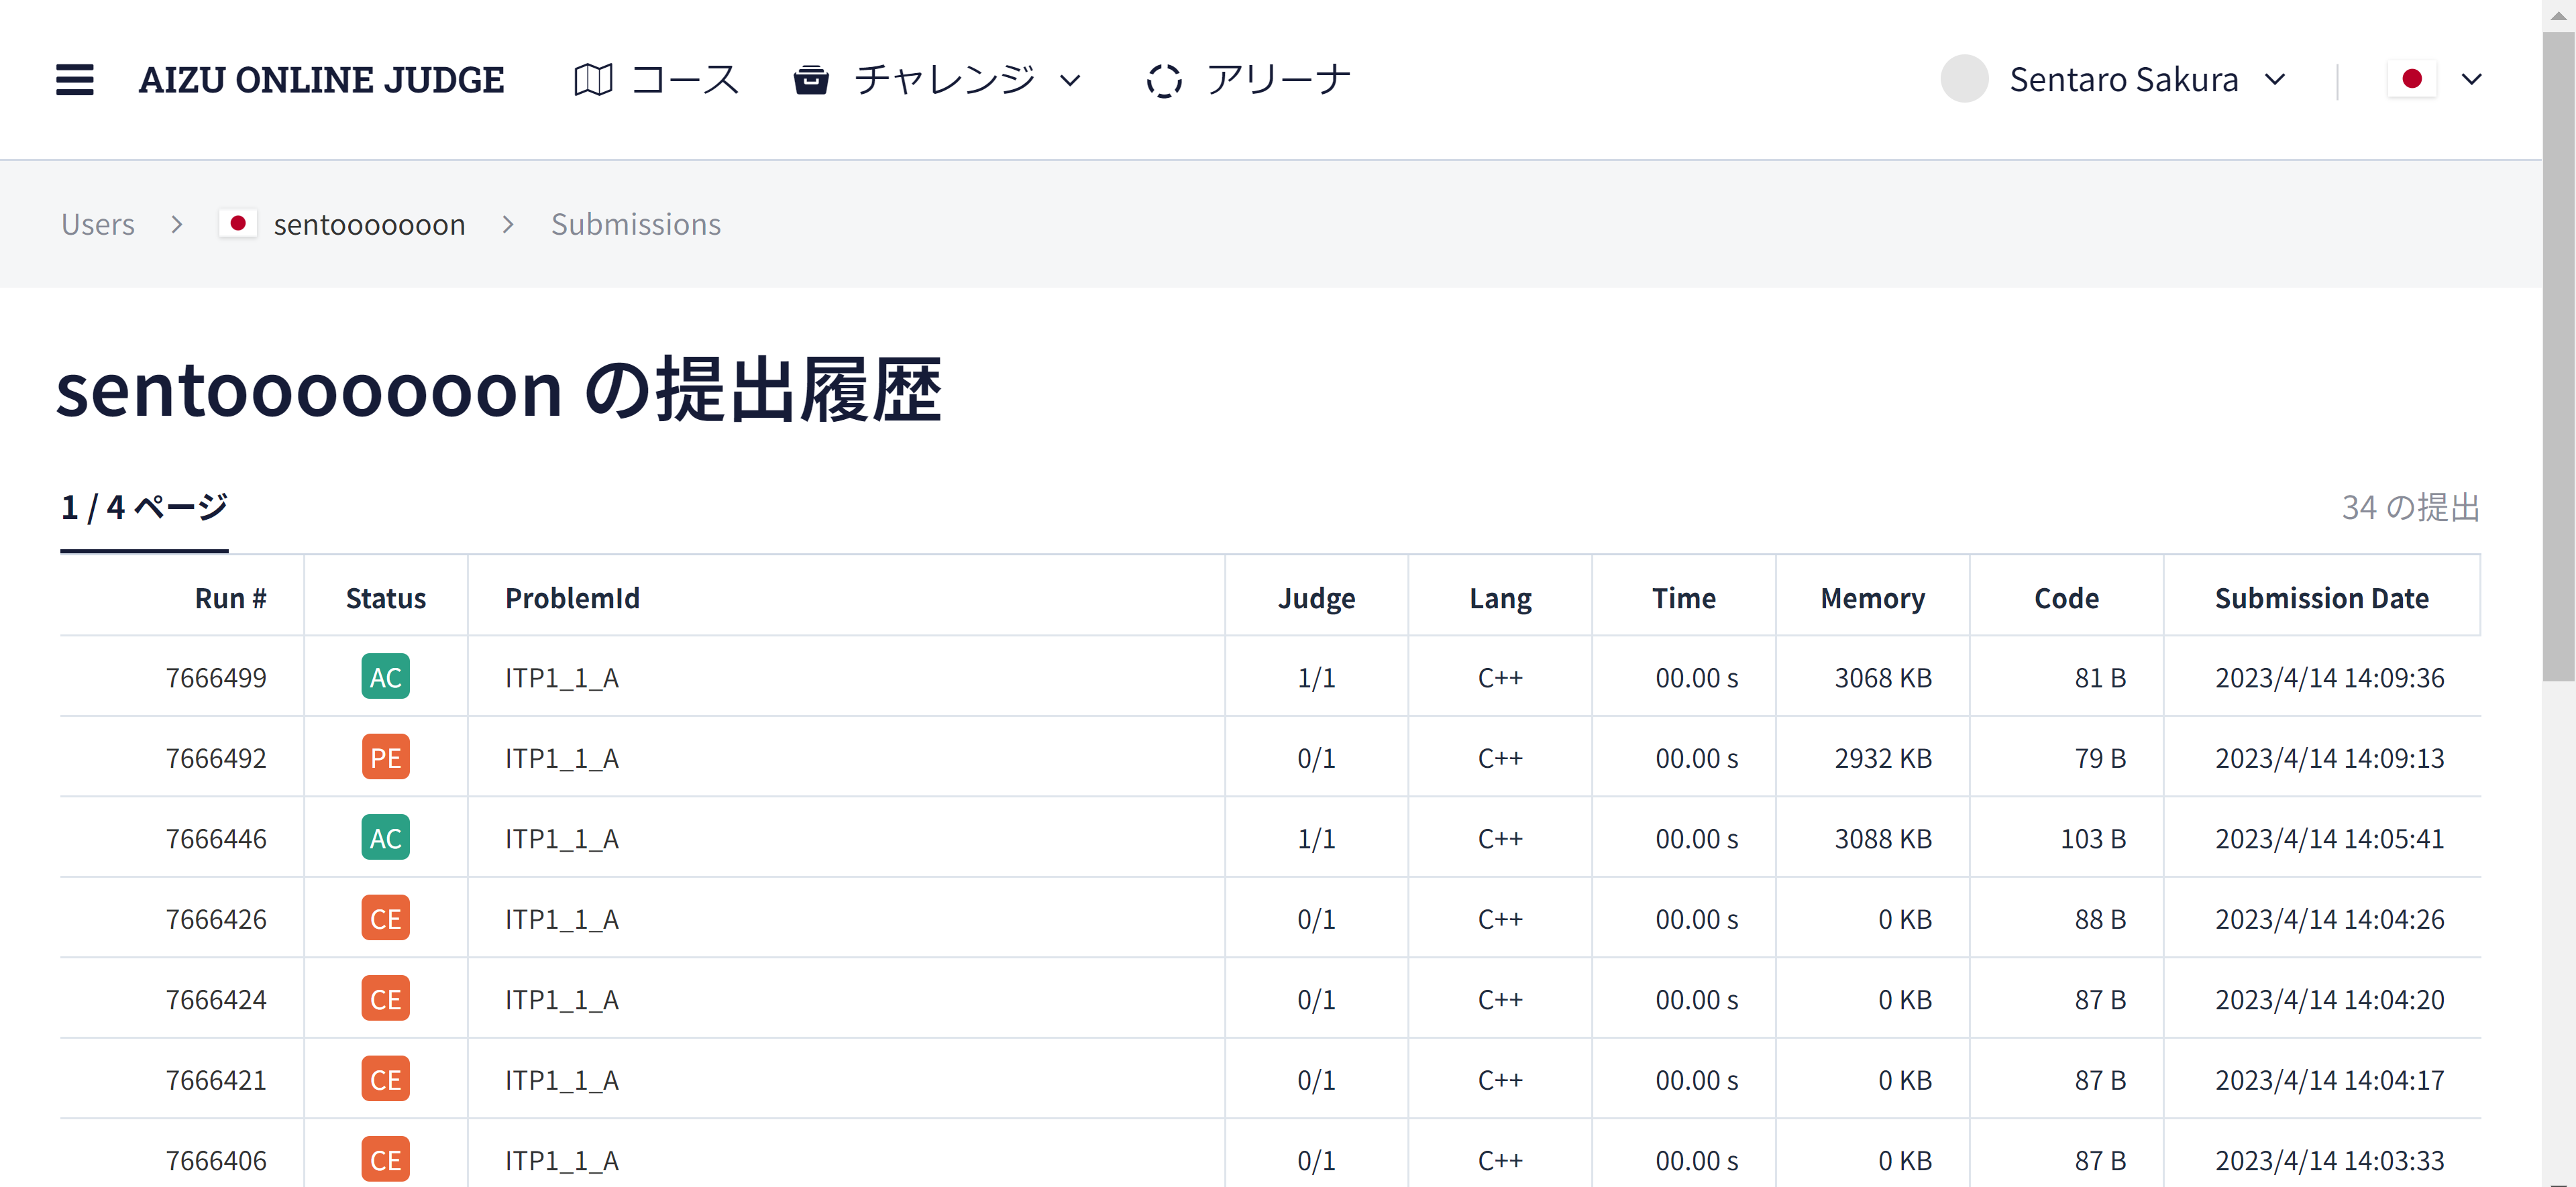 AIZU ONLINE JUDGE コース チャレンジ アリーナ Sentaro Sakura
Users > sentooooooon > Submissions
sentooooooon の提出履歴
1 / 4 ページ 34 の提出
Run # Status ProblemId Judge Lang Time Memory Code Submission Date
7666499 AC ITP1_1_A 1/1 C++ 00.00 s 3068 KB 81 B 2023/4/14 14:09:36
7666492 PE ITP1_1_A 0/1 C++ 00.00 s 2932 KB 79 B 2023/4/14 14:09:13
7666446 AC ITP1_1_A 1/1 C++ 00.00 s 3088 KB 103 B 2023/4/14 14:05:41
7666426 CE ITP1_1_A 0/1 C++ 00.00 s 0 KB 88 B 2023/4/14 14:04:26
7666424 CE ITP1_1_A 0/1 C++ 00.00 s 0 KB 87 B 2023/4/14 14:04:20
7666421 CE ITP1_1_A 0/1 C++ 00.00 s 0 KB 87 B 2023/4/14 14:04:17
7666406 CE ITP1_1_A 0/1 C++ 00.00 s 0 KB 87 B 2023/4/14 14:03:33